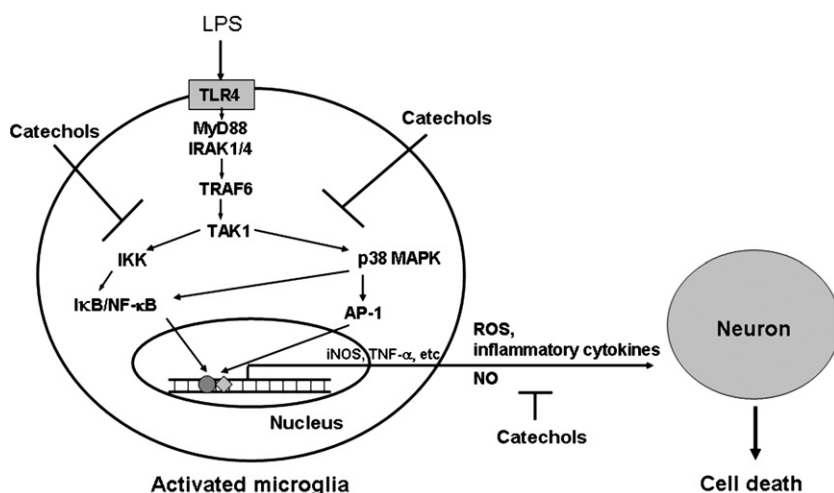 LPS
TLR4
MyD88
IRAK1/4
TRAF6
TAK1
Catechols
Catechols
IKK
p38 MAPK
IκB/NF-κB
AP-1
iNOS, TNF-α, etc
Nucleus
Activated microglia
ROS,
inflammatory cytokines
NO
Catechols
Neuron
Cell death